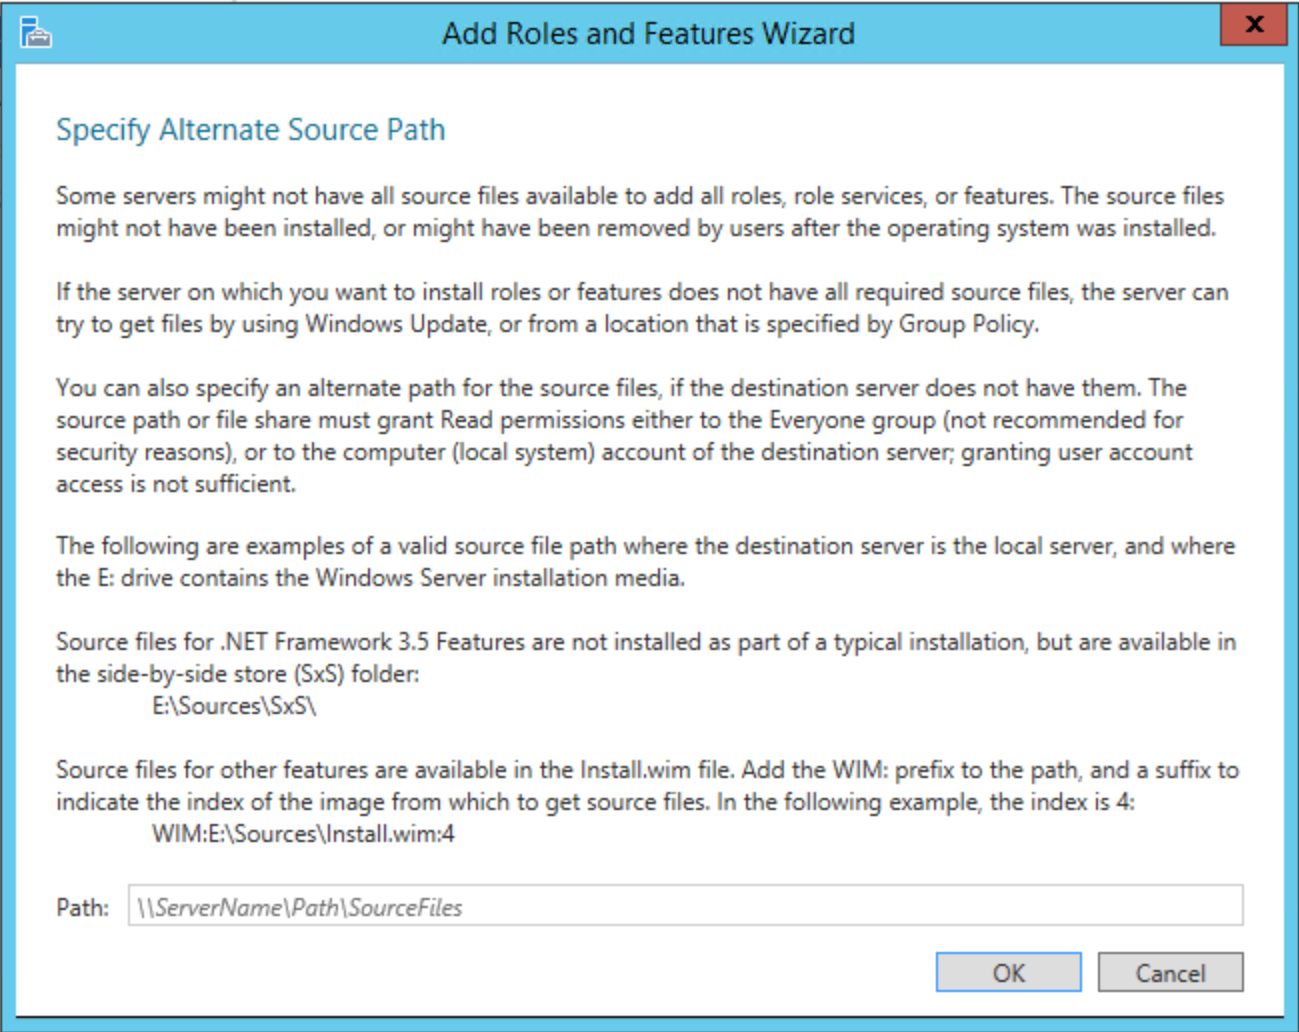 Add Roles and Features Wizard
X
Specify Alternate Source Path
Some servers might not have all source files available to add all roles, role services, or features. The source files
might not have been installed, or might have been removed by users after the operating system was installed.
If the server on which you want to install roles or features does not have all required source files, the server can
try to get files by using Windows Update, or from a location that is specified by Group Policy.
You can also specify an alternate path for the source files, if the destination server does not have them. The
source path or file share must grant Read permissions either to the Everyone group (not recommended for
security reasons), or to the computer (local system) account of the destination server; granting user account
access is not sufficient.
The following are examples of a valid source file path where the destination server is the local server, and where
the E: drive contains the Windows Server installation media.
Source files for .NET Framework 3.5 Features are not installed as part of a typical installation, but are available in
the side-by-side store (SxS) folder:
E:\Sources\SxS\
Source files for other features are available in the Install.wim file. Add the WIM: prefix to the path, and a suffix to
indicate the index of the image from which to get source files. In the following example, the index is 4:
WIM:E:\Sources\Install.wim:4
Path: \\ServerName\Path\SourceFiles
OK Cancel